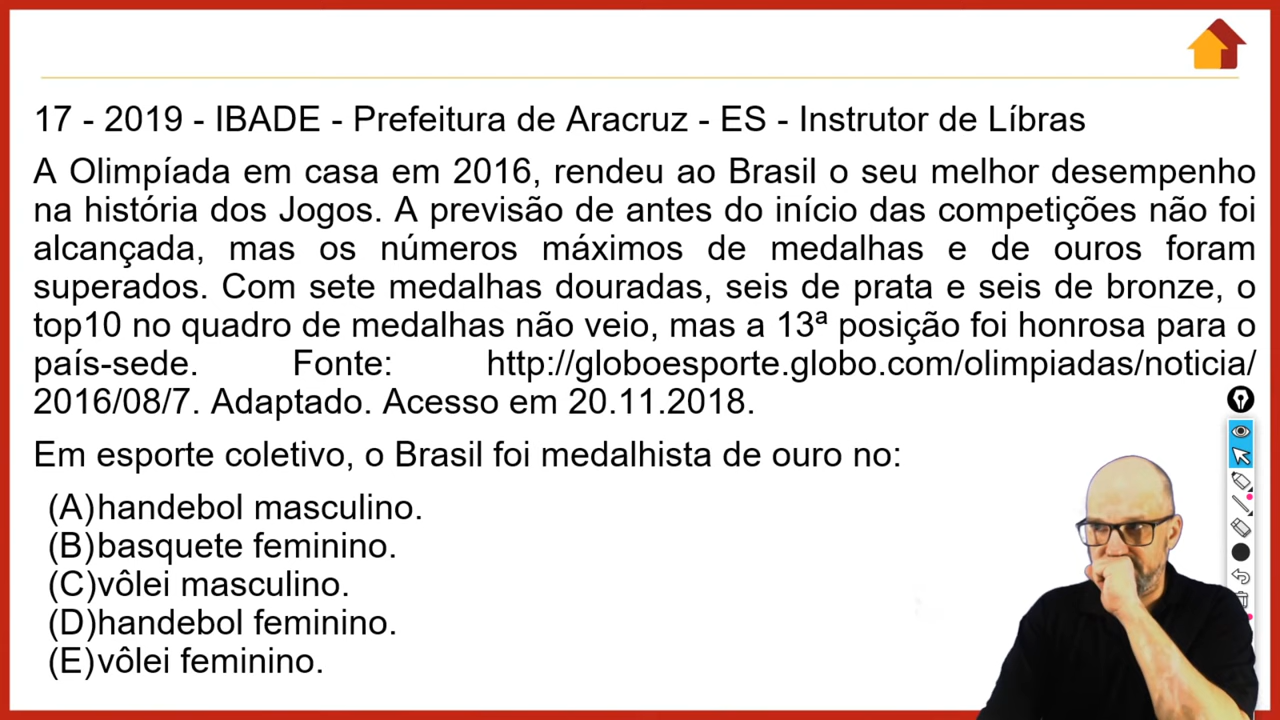 17 - 2019 - IBADE - Prefeitura de Aracruz - ES - Instrutor de Líbras
A Olimpíada em casa em 2016, rendeu ao Brasil o seu melhor desempenho
na história dos Jogos. A previsão de antes do início das competições não foi
alcançada, mas os números máximos de medalhas e de ouros foram
superados. Com sete medalhas douradas, seis de prata e seis de bronze, o
top10 no quadro de medalhas não veio, mas a 13ª posição foi honrosa para o
país-sede. Fonte: http://globoesporte.globo.com/olimpiadas/noticia/
2016/08/7. Adaptado. Acesso em 20.11.2018.
Em esporte coletivo, o Brasil foi medalhista de ouro no:
(A)handebol masculino.
(B)basquete feminino.
(C)vôlei masculino.
(D)handebol feminino.
(E)vôlei feminino.